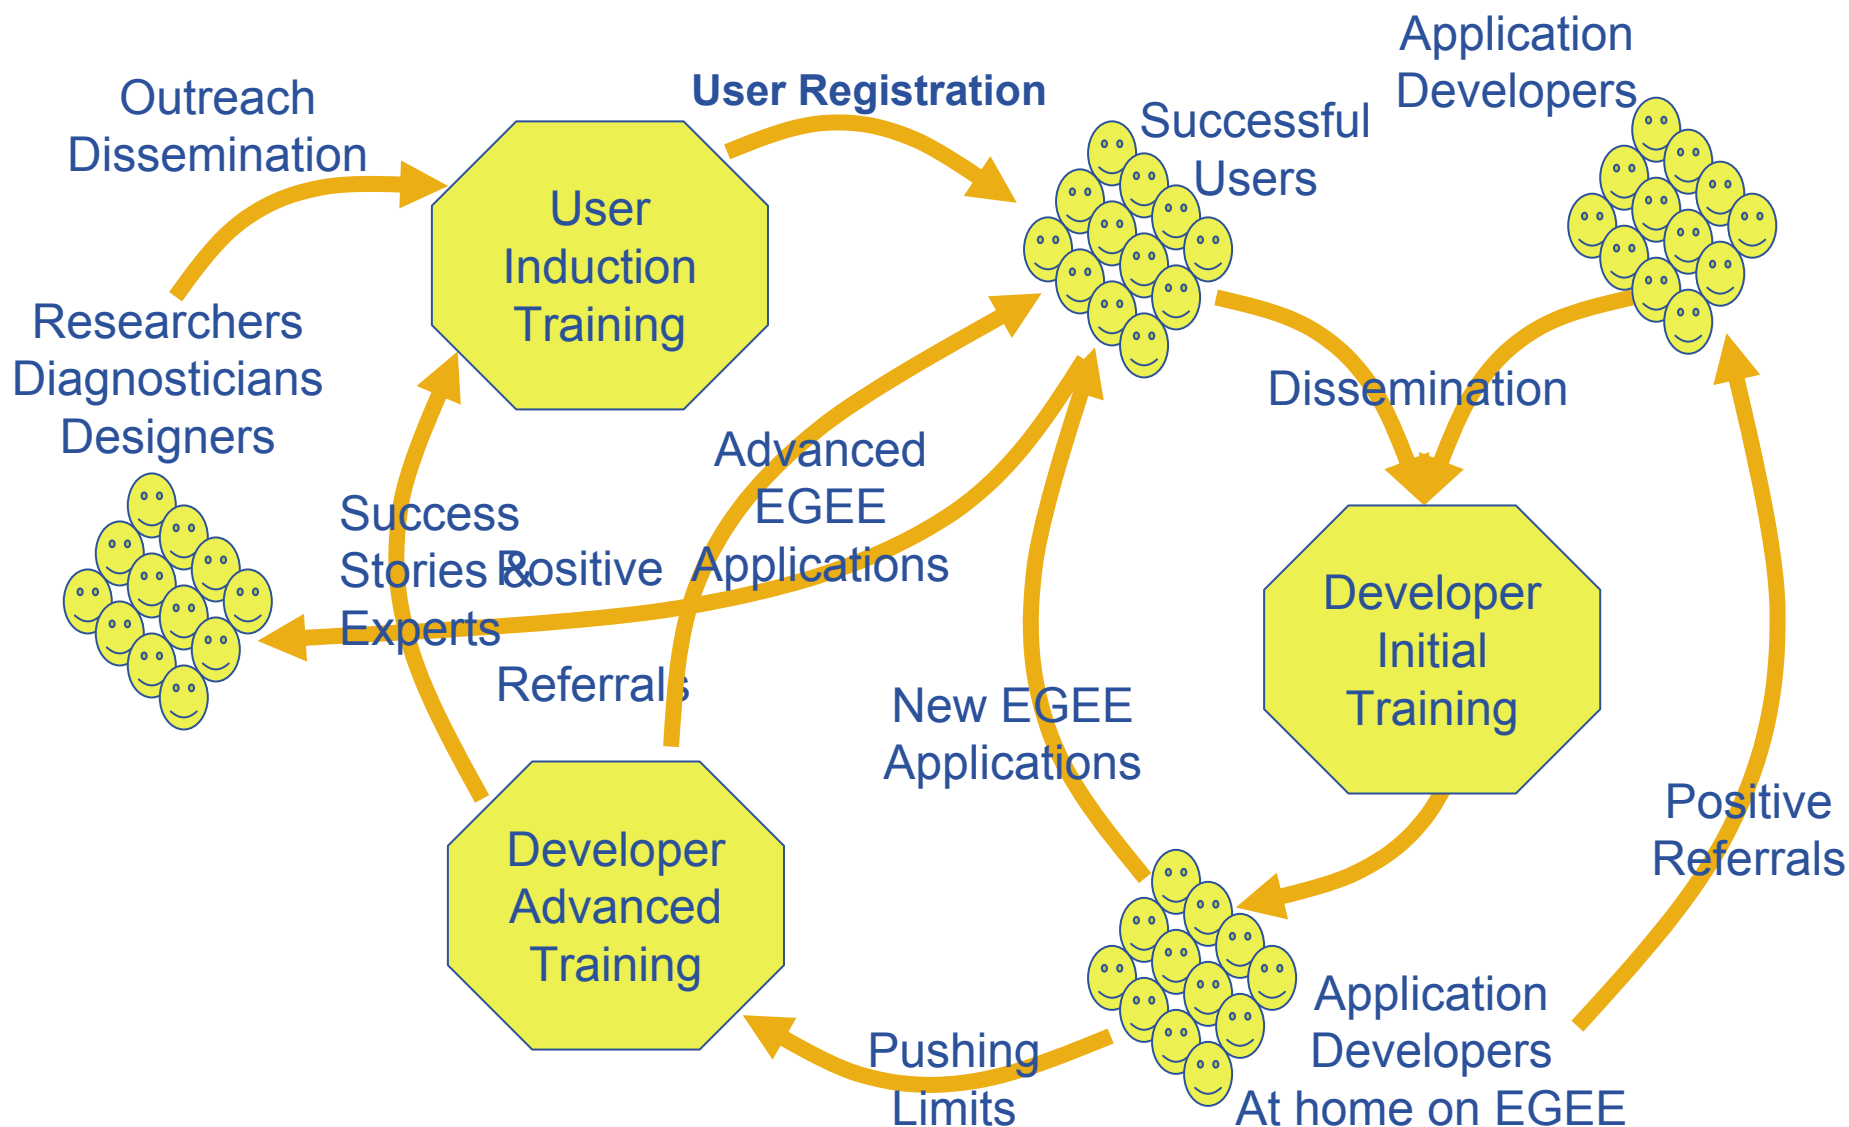 Application
Developers
Outreach
Dissemination
User Registration
Successful
Users
User
Induction
Training
Researchers
Diagnosticians
Designers
Dissemination
Advanced
EGEE
Applications
Success
Stories &
Experts
Positive
Referrals
Developer
Initial
Training
New EGEE
Applications
Positive
Referrals
Developer
Advanced
Training
Application
Developers
At home on EGEE
Pushing
Limits